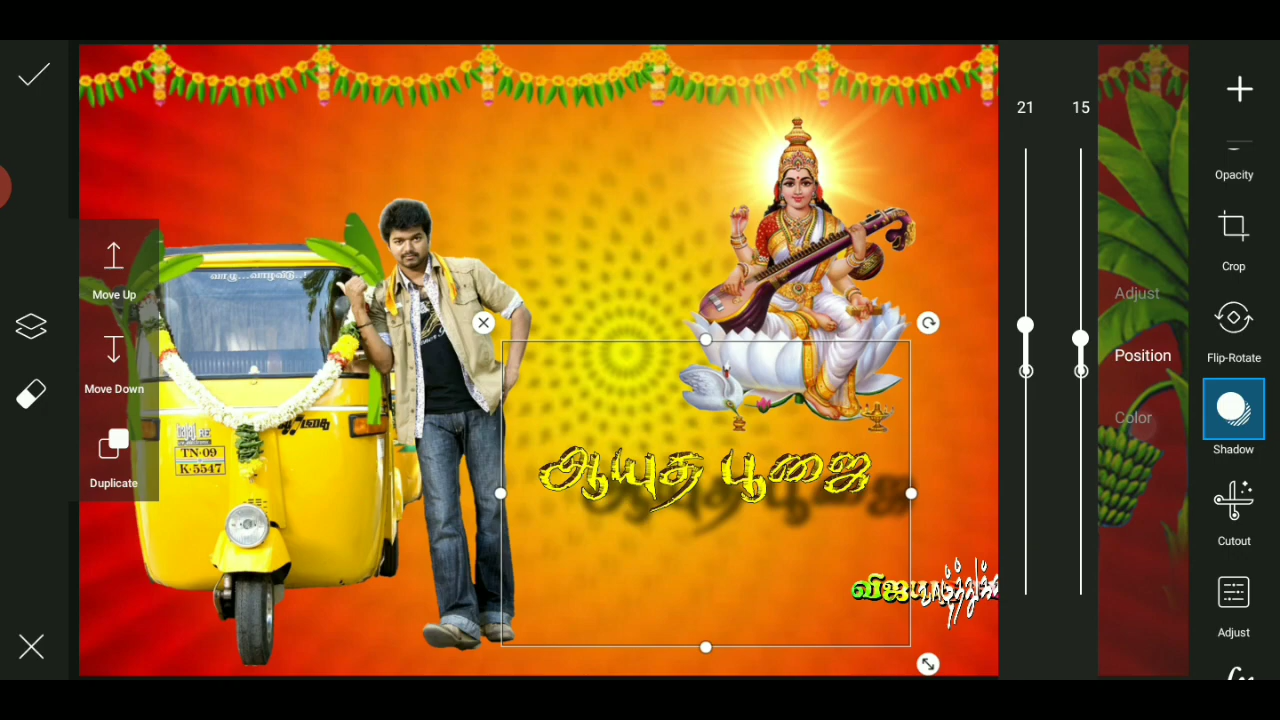 21 15
Opacity
Crop
Adjust
Move Up
Flip-Rotate
Position
Move Down
Color
Shadow
ஆயுத பூஜை
TN·09
K·5547
Duplicate
Cutout
Adjust